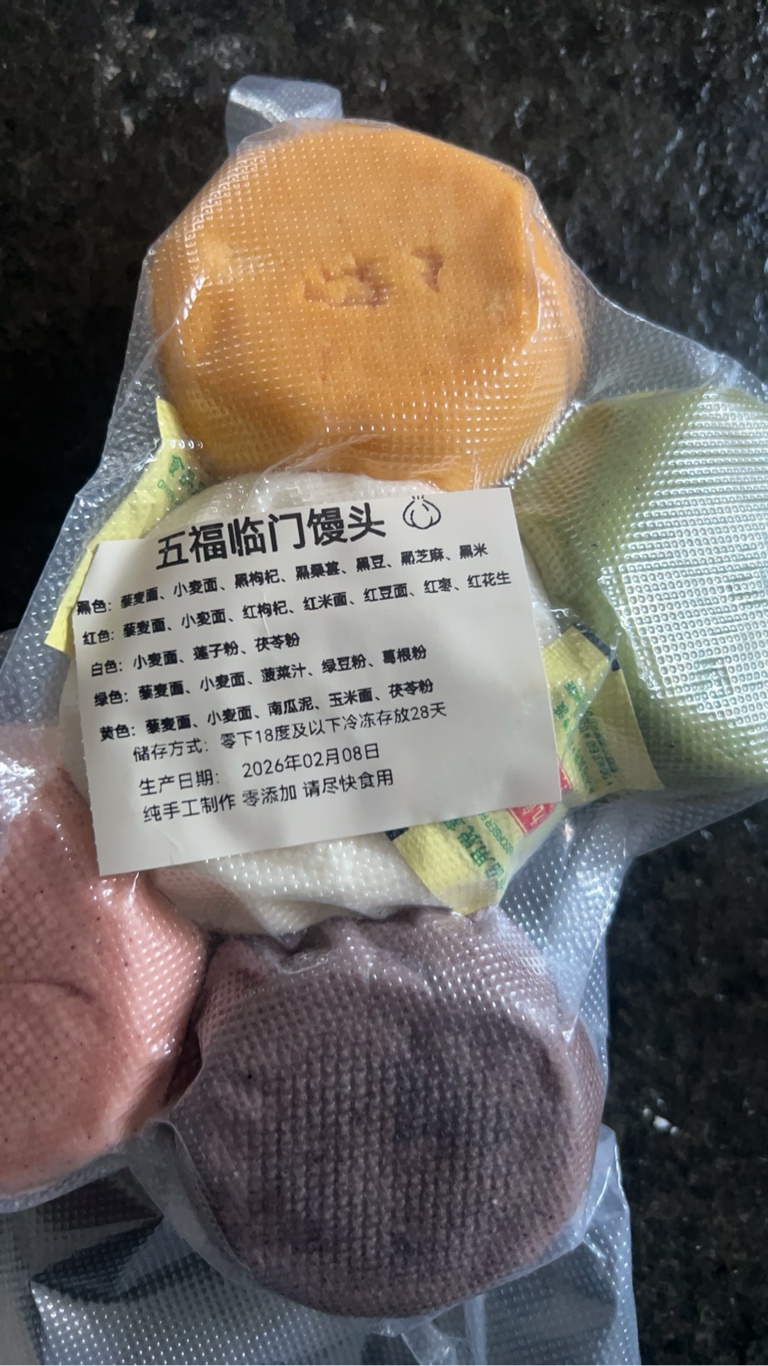 五福临门馒头
黑色：藜麦面、小麦面、黑枸杞、黑桑葚、黑豆、黑芝麻、黑米
红色：藜麦面、小麦面、红枸杞、红米面、红豆面、红枣、红花生
白色：小麦面、莲子粉、茯苓粉
绿色：藜麦面、小麦面、菠菜汁、绿豆粉、葛根粉
黄色：藜麦面、小麦面、南瓜泥、玉米面、茯苓粉
储存方式：零下18度及以下冷冻存放28天
生产日期： 2026年02月08日
纯手工制作 零添加 请尽快食用